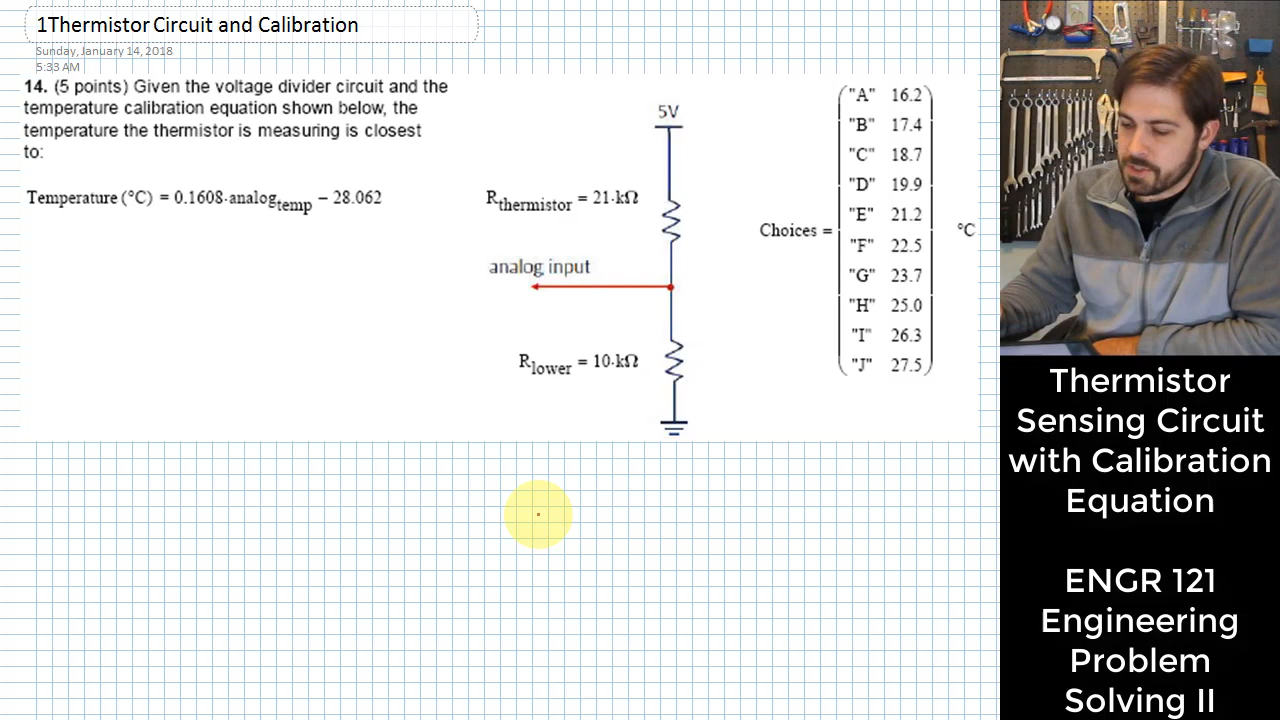 1Thermistor Circuit and Calibration
Sunday, January 14, 2018
5:33 AM
14. (5 points) Given the voltage divider circuit and the
temperature calibration equation shown below, the
temperature the thermistor is measuring is closest
to:
Temperature (°C) = 0.1608·analogtemp − 28.062
5V
Rthermistor = 21·kΩ
analog input
Rlower = 10·kΩ
Choices =
"A" 16.2
"B" 17.4
"C" 18.7
"D" 19.9
"E" 21.2
"F" 22.5
"G" 23.7
"H" 25.0
"I" 26.3
"J" 27.5
°C
Thermistor
Sensing Circuit
with Calibration
Equation
ENGR 121
Engineering
Problem
Solving II